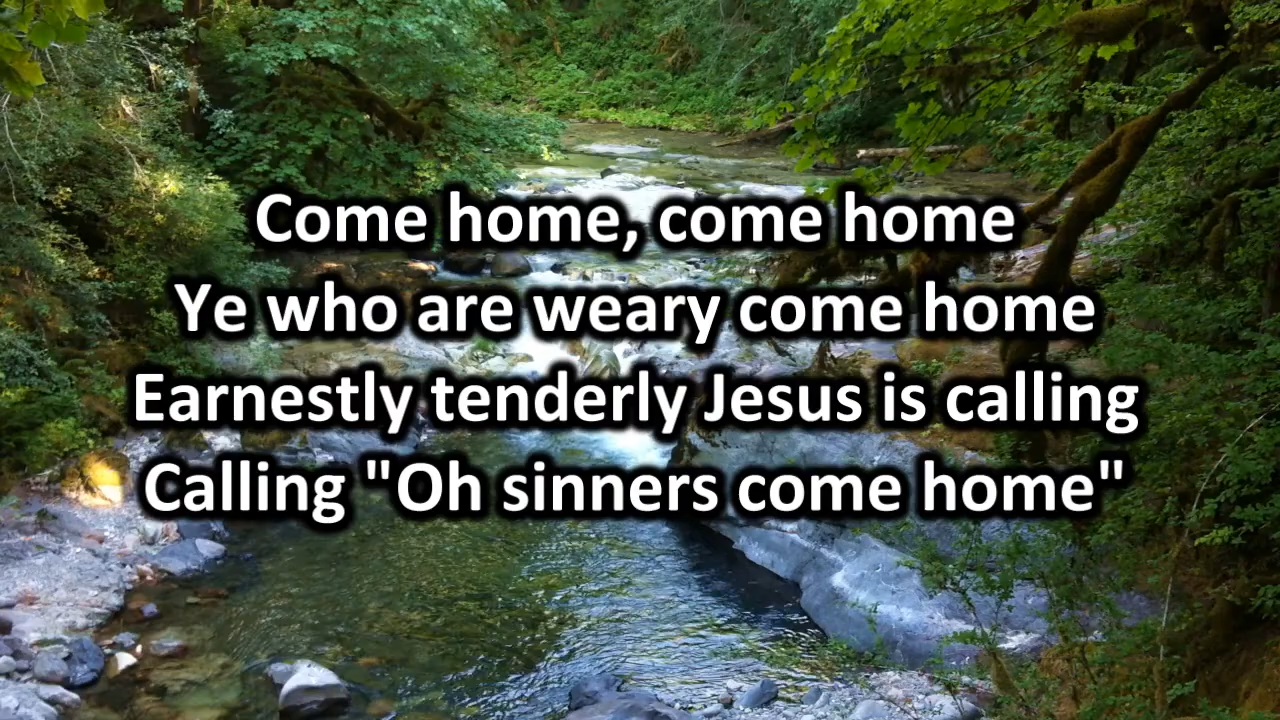 Come home, come home
Ye who are weary come home
Earnestly tenderly Jesus is calling
Calling "Oh sinners come home"